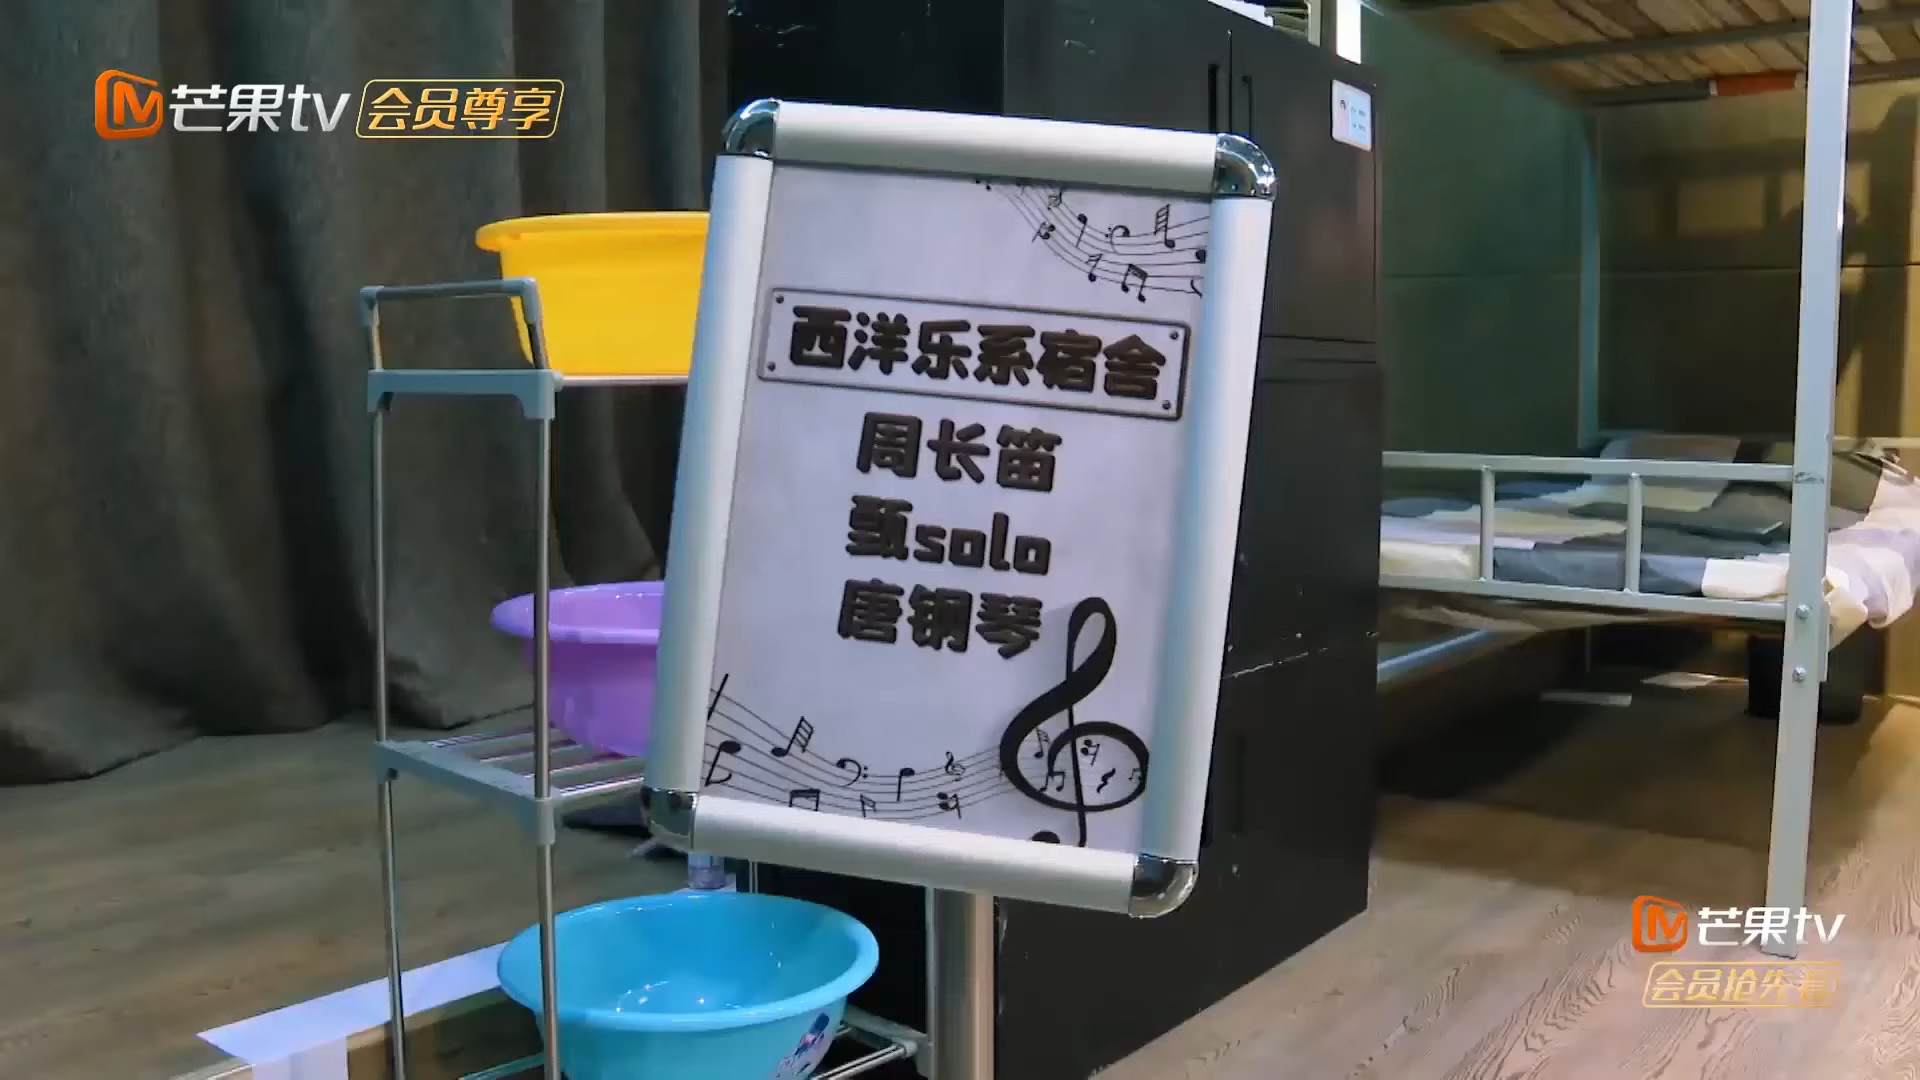 芒果tv 会员尊享
西洋乐系宿舍
周长笛
甄solo
唐钢琴
芒果tv
会员抢先看